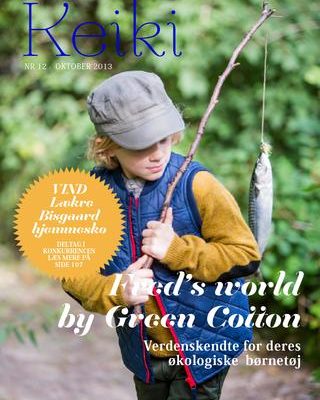 Keiki
NR 12 OKTOBER 2013
VIND
Lækre
Bisgaard
hjemmesko
DELTAG I
KONKURRENCEN
LÆS MERE PÅ
SIDE 107
Fred's world
by Green Cotton
Verdenskendte for deres
økologiske børnetøj